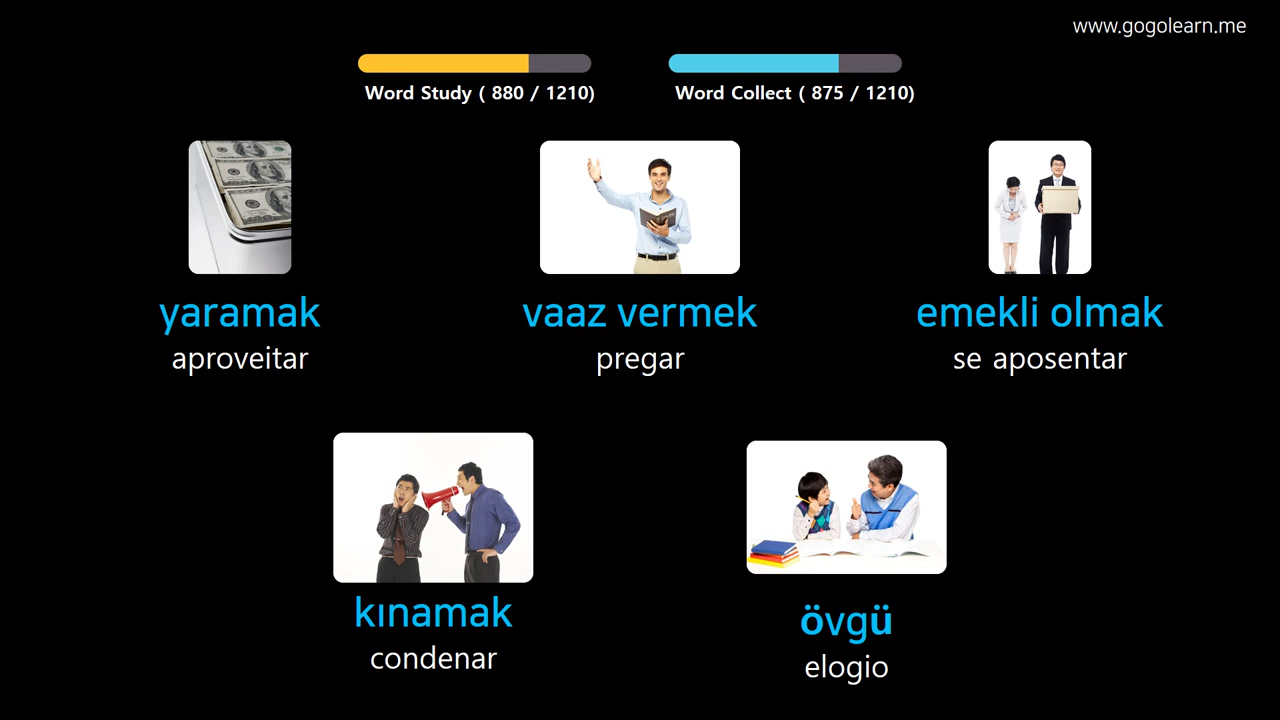 www.gogolearn.me
Word Study ( 880 / 1210)
Word Collect ( 875 / 1210)
yaramak
aproveitar
vaaz vermek
pregar
emekli olmak
se aposentar
kınamak
condenar
övgü
elogio